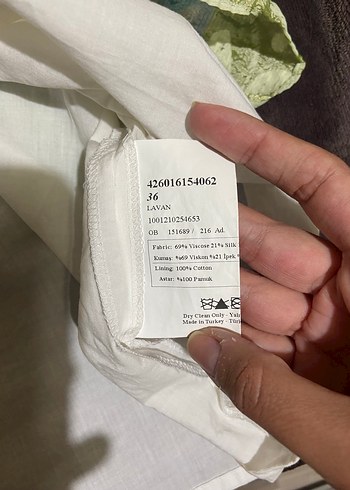 426016154062
36
LAVAN
1001210254653
OB 151689 / 216 Ad.
Fabric: 69% Viscose 21% Silk
Kumaş: %69 Viskon %21 İpek
Lining: 100% Cotton
Astar: %100 Pamuk
Dry Clean Only
Made in Turkey